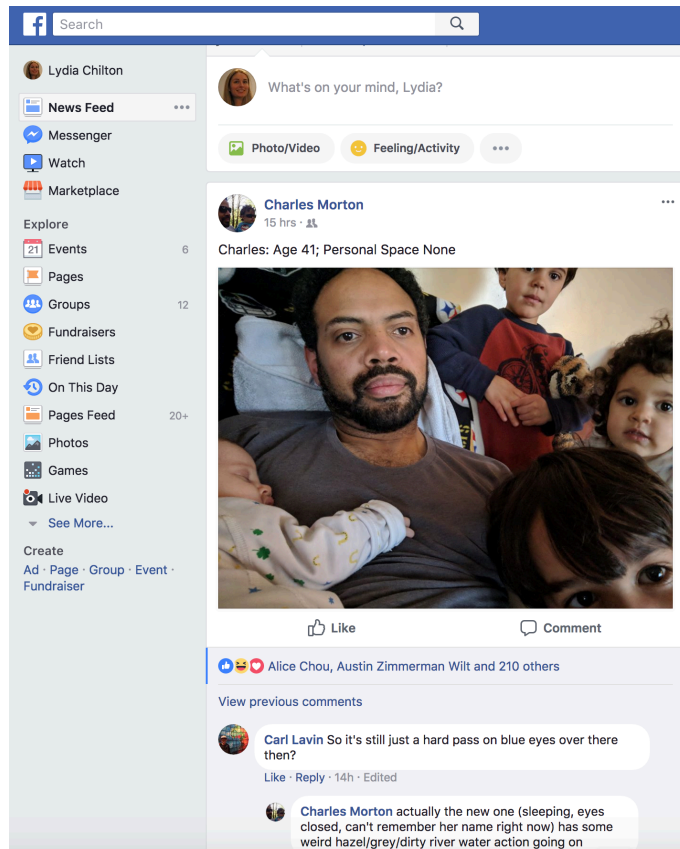 f
Search
Lydia Chilton
News Feed
Messenger
Watch
Marketplace
Explore
21 Events 6
Pages
Groups 12
Fundraisers
Friend Lists
On This Day
Pages Feed 20+
Photos
Games
Live Video
See More...
Create
Ad · Page · Group · Event ·
Fundraiser
What's on your mind, Lydia?
Photo/Video
Feeling/Activity
Charles Morton
15 hrs ·
Charles: Age 41; Personal Space None
Like
Comment
Alice Chou, Austin Zimmerman Wilt and 210 others
View previous comments
Carl Lavin So it's still just a hard pass on blue eyes over there
then?
Like · Reply · 14h · Edited
Charles Morton actually the new one (sleeping, eyes
closed, can't remember her name right now) has some
weird hazel/grey/dirty river water action going on